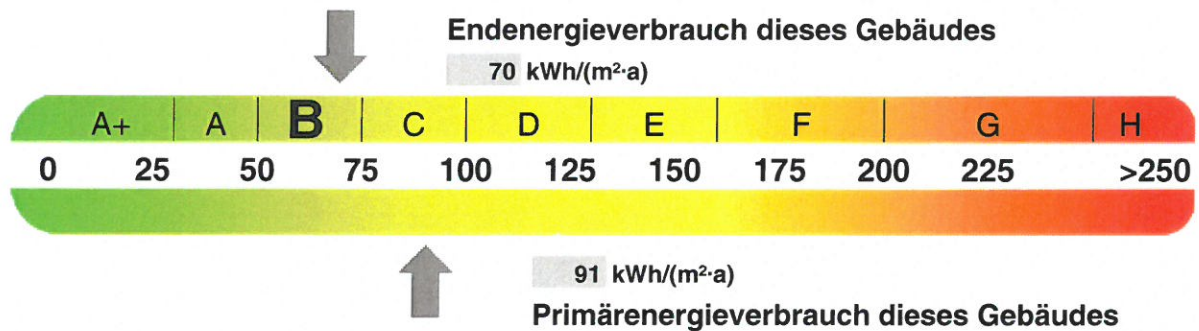 Endenergieverbrauch dieses Gebäudes
70 kWh/(m²·a)
A+ A B C D E F G H
0 25 50 75 100 125 150 175 200 225 >250
91 kWh/(m²·a)
Primärenergieverbrauch dieses Gebäudes